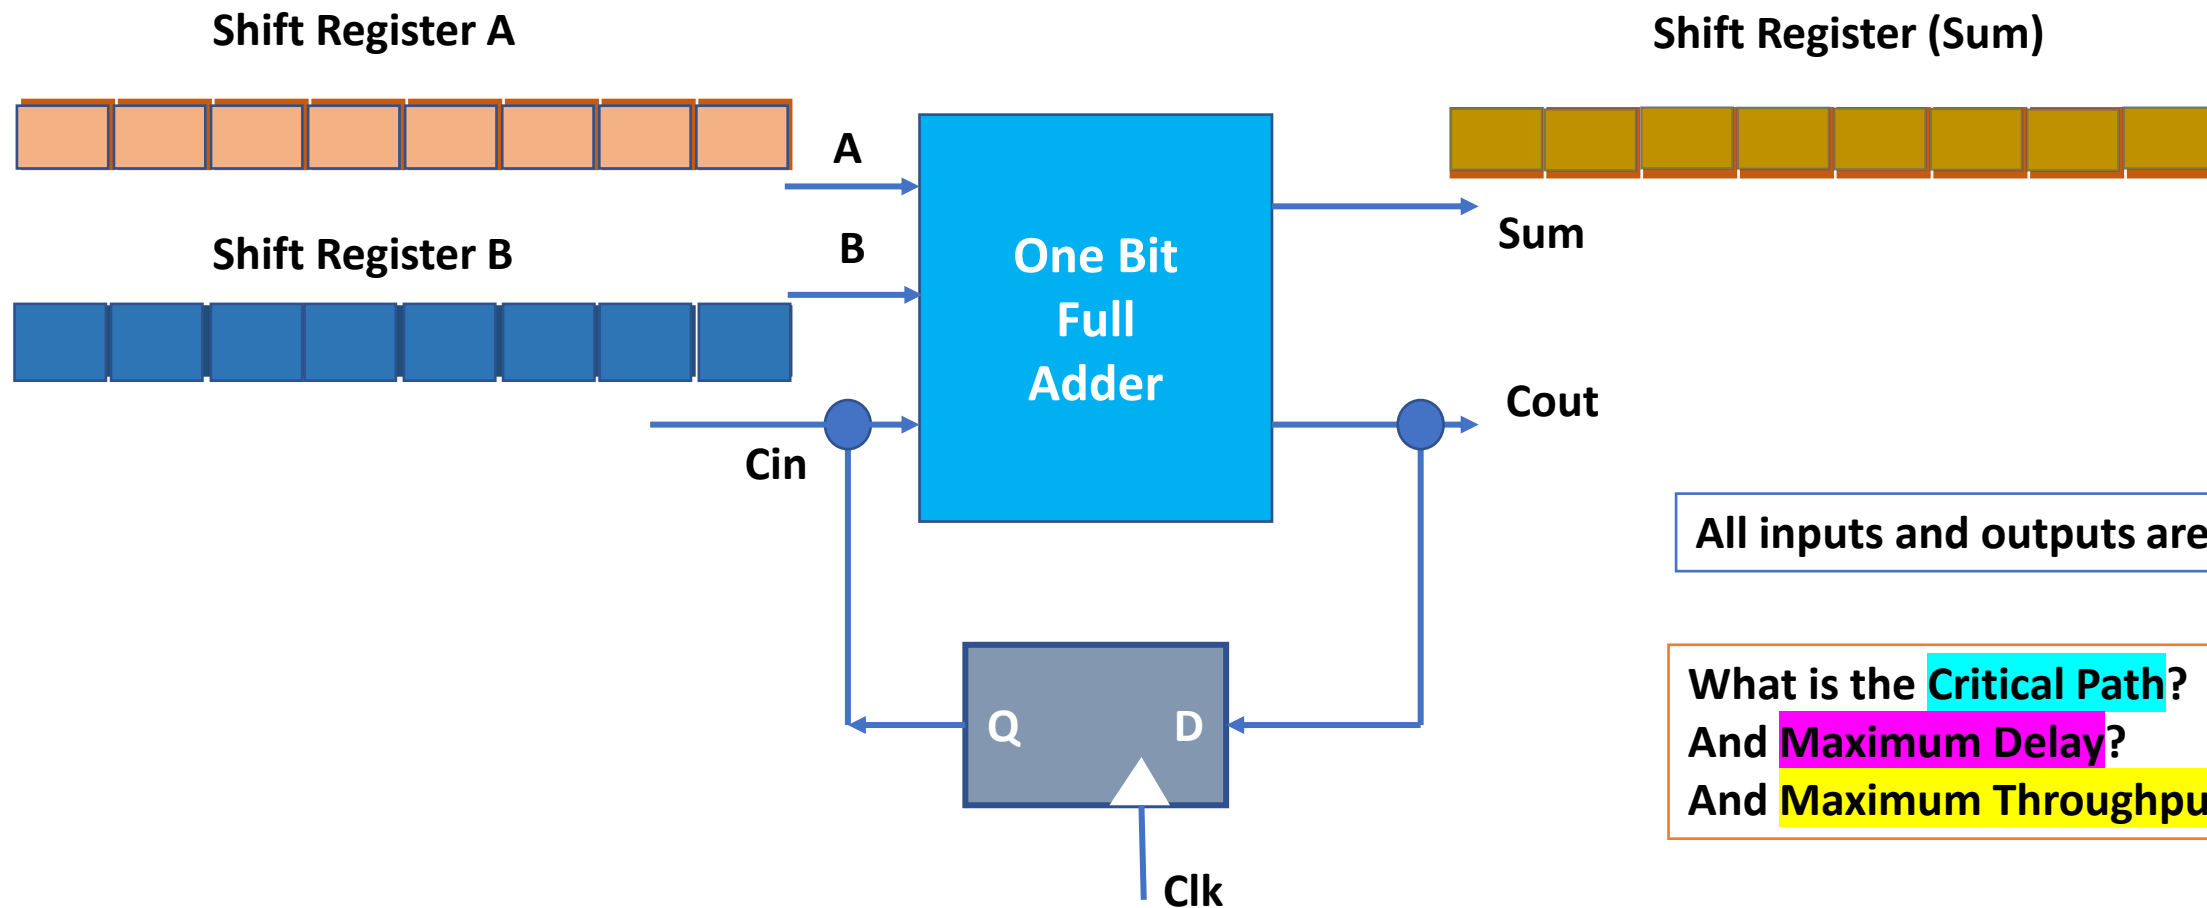 Shift Register A
Shift Register (Sum)
A
Shift Register B
B
Sum
One Bit
Full
Adder
Cin
Cout
All inputs and outputs are
What is the Critical Path?
And Maximum Delay?
And Maximum Throughpu
Q
D
Clk